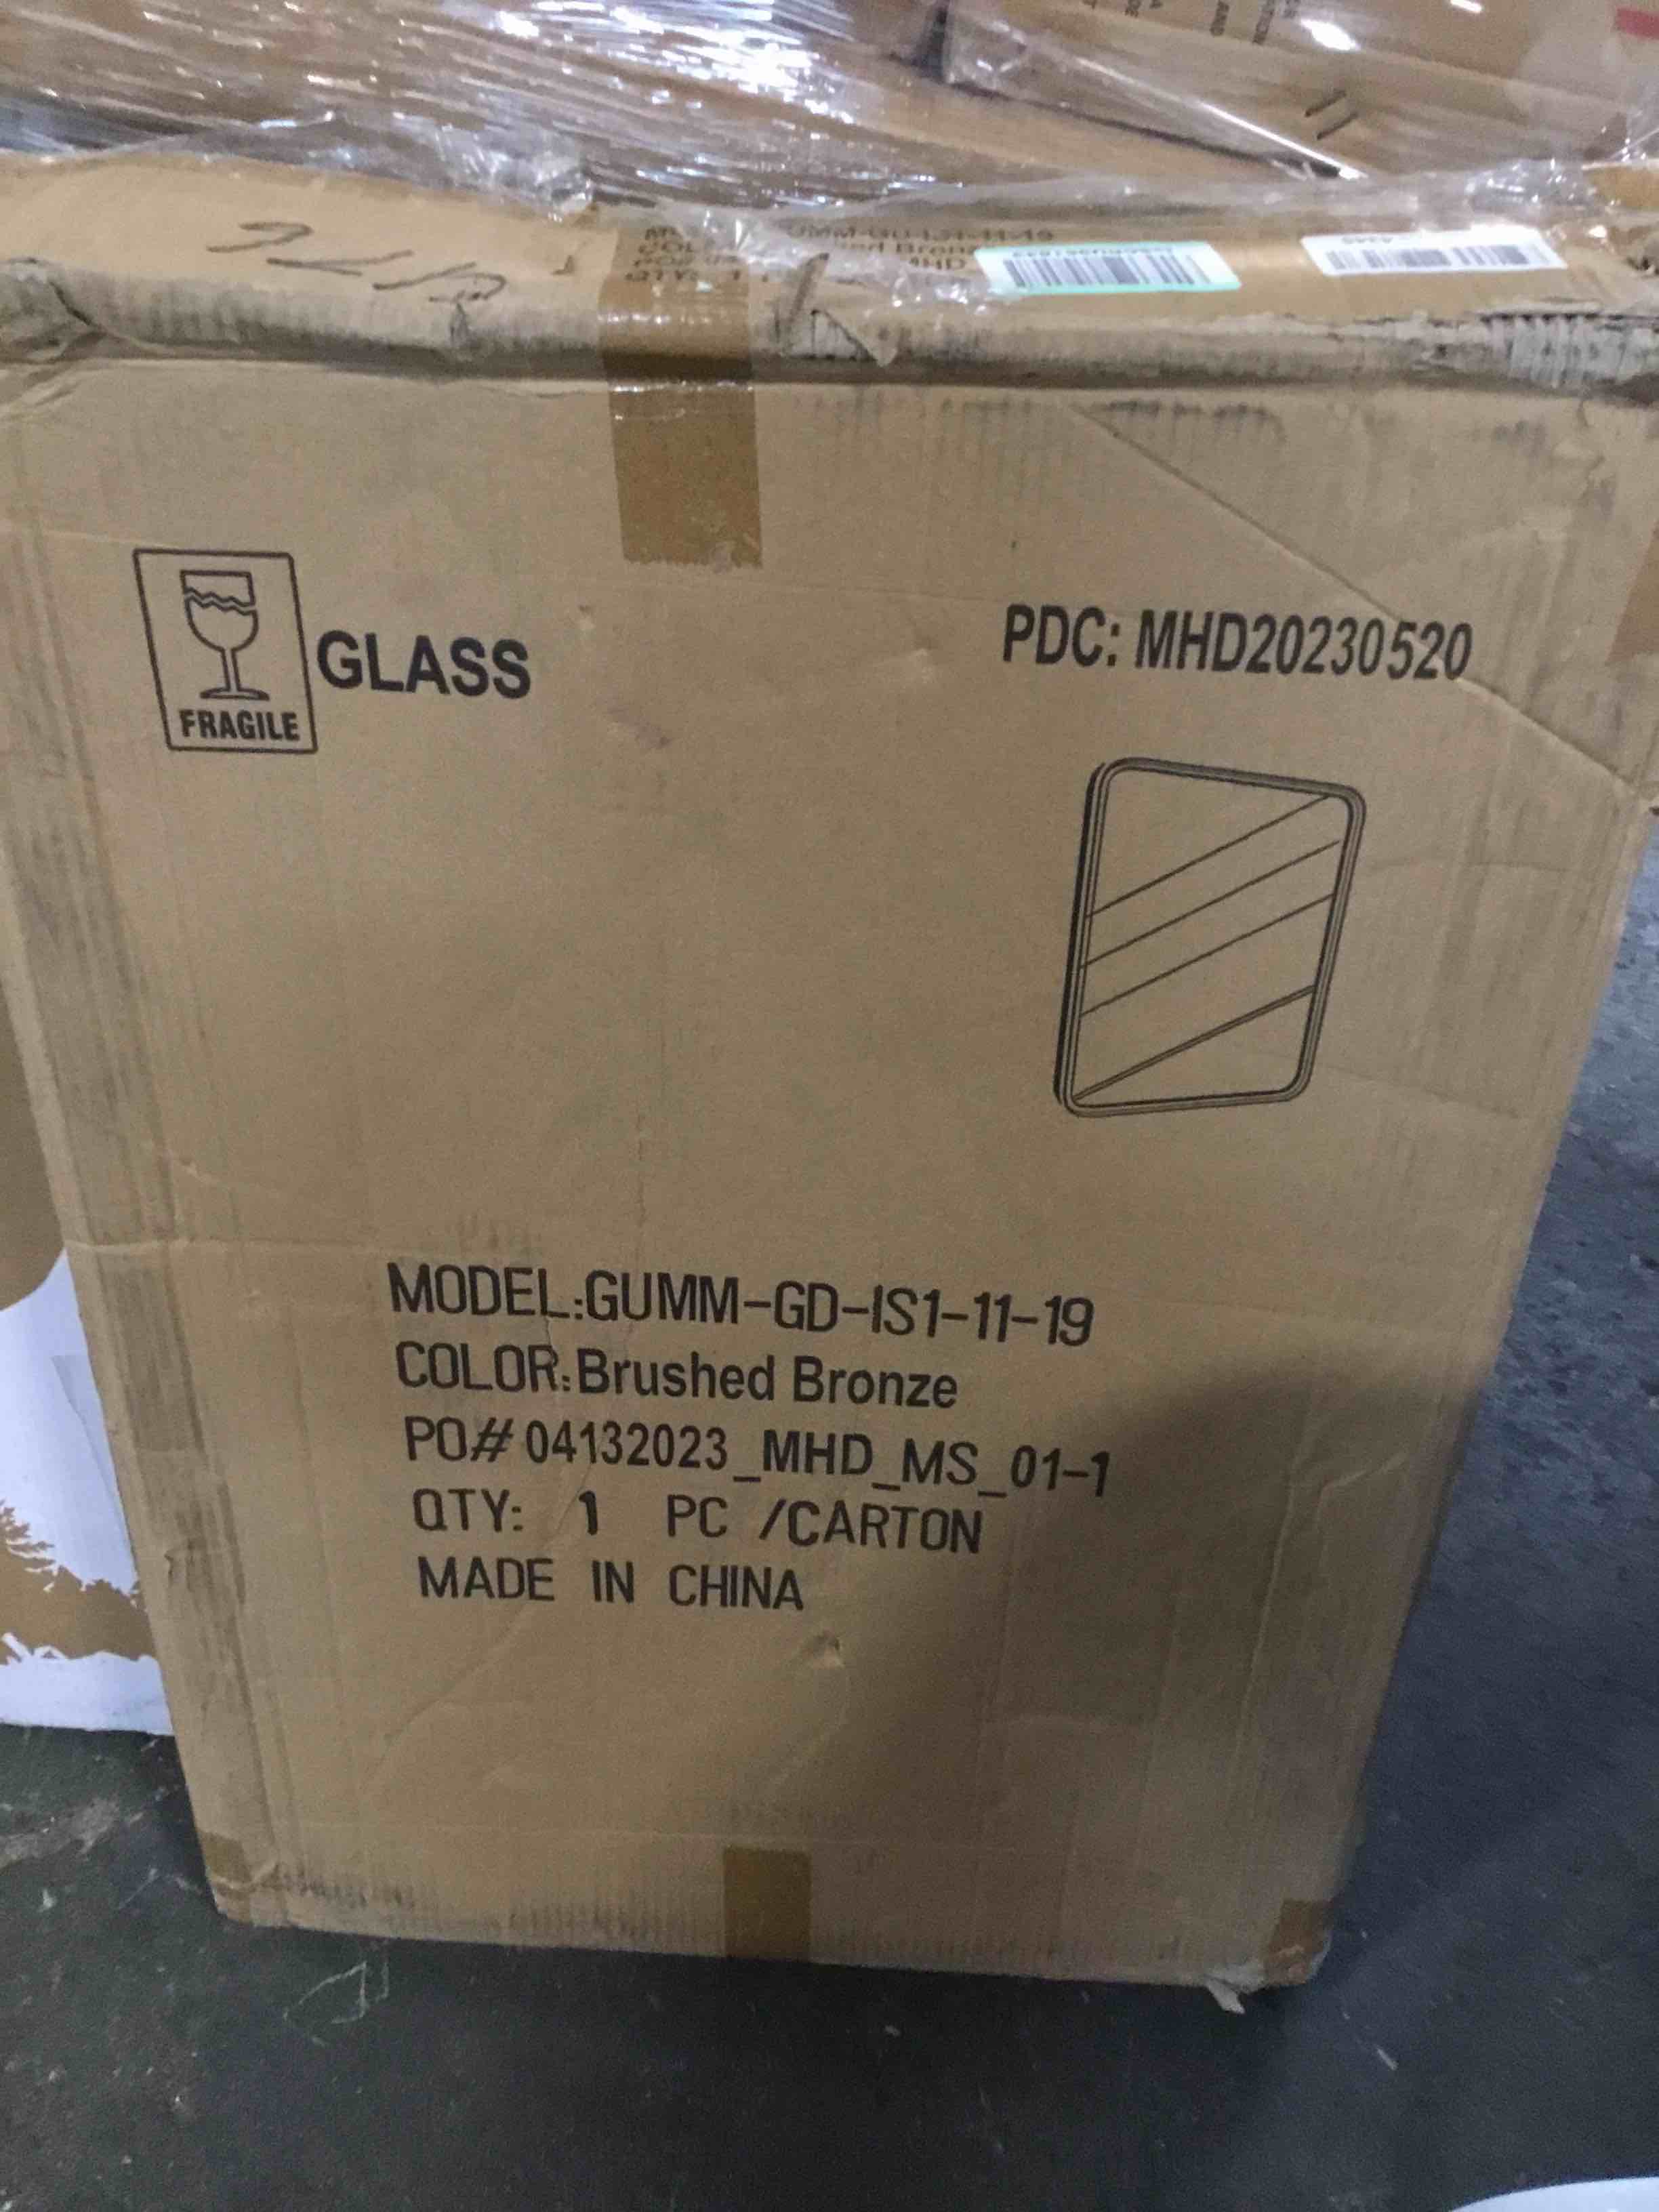 GLASS
FRAGILE
PDC: MHD20230520
MODEL:GUMM-GD-IS1-11-19
COLOR:Brushed Bronze
PO# 04132023_MHD_MS_01-1
QTY: 1 PC /CARTON
MADE IN CHINA